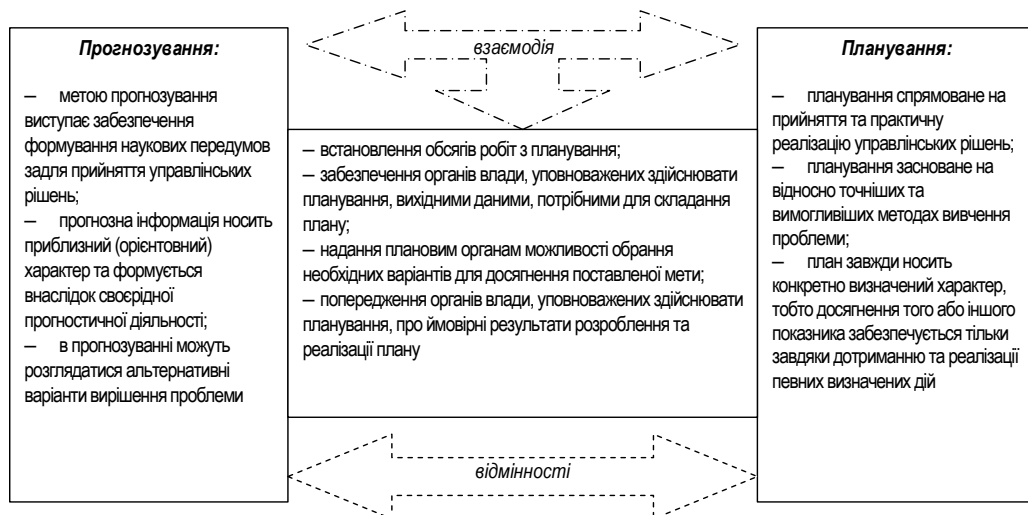 взаємодія
Прогнозування:
— метою прогнозування
виступає забезпечення
формування наукових передумов
задля прийняття управлінських
рішень;
— прогнозна інформація носить
приблизний (орієнтовний)
характер та формується
внаслідок своєрідної
прогностичної діяльності;
— в прогнозуванні можуть
розглядатися альтернативні
варіанти вирішення проблеми
— встановлення обсягів робіт з планування;
— забезпечення органів влади, уповноважених здійснювати
планування, вихідними даними, потрібними для складання
плану;
— надання плановим органам можливості обрання
необхідних варіантів для досягнення поставленої мети;
— попередження органів влади, уповноважених здійснювати
планування, про ймовірні результати розроблення та
реалізації плану
Планування:
— планування спрямоване на
прийняття та практичну
реалізацію управлінських рішень;
— планування засноване на
відносно точніших та
вимогливіших методах вивчення
проблеми;
— план завжди носить
конкретно визначений характер,
тобто досягнення того або іншого
показника забезпечується тільки
завдяки дотриманню та реалізації
певних визначених дій
відмінності